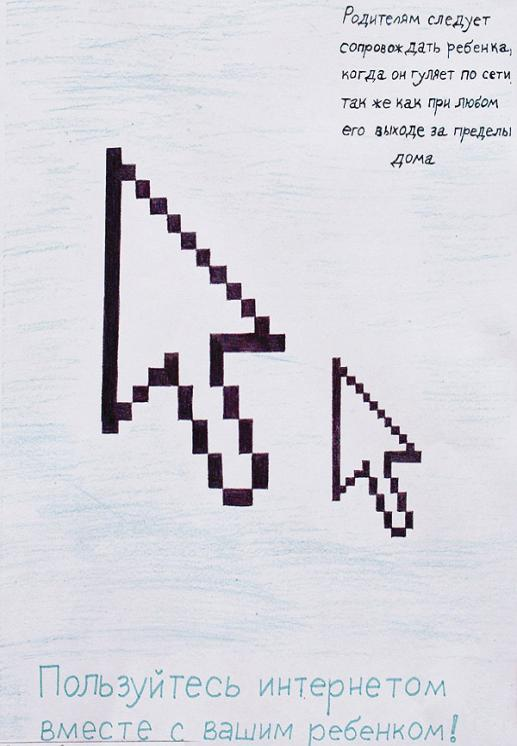 Родителям следует
сопровождать ребенка,
когда он гуляет по сети
так же как при любом
его выходе за пределы
дома
Пользуйтесь интернетом
вместе с вашим ребенком!